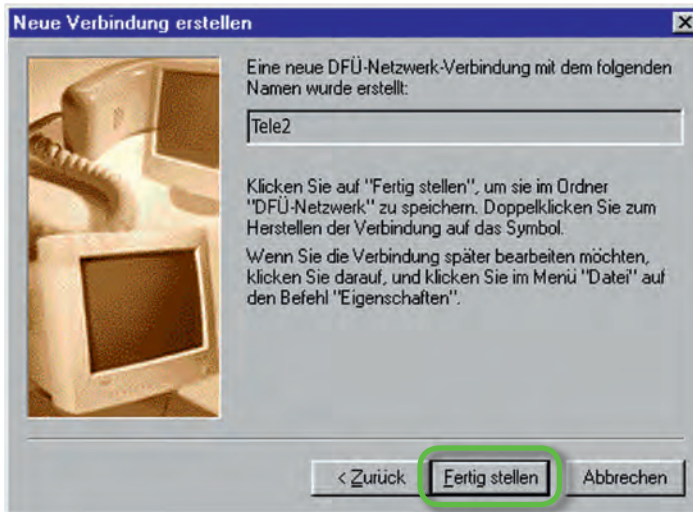 Neue Verbindung erstellen
Eine neue DFÜ-Netzwerk-Verbindung mit dem folgenden
Namen wurde erstellt:
Tele2
Klicken Sie auf "Fertig stellen", um sie im Ordner
"DFÜ-Netzwerk" zu speichern. Doppelklicken Sie zum
Herstellen der Verbindung auf das Symbol.
Wenn Sie die Verbindung später bearbeiten möchten,
klicken Sie darauf, und klicken Sie im Menü "Datei" auf
den Befehl "Eigenschaften".
< Zurück
Fertig stellen
Abbrechen